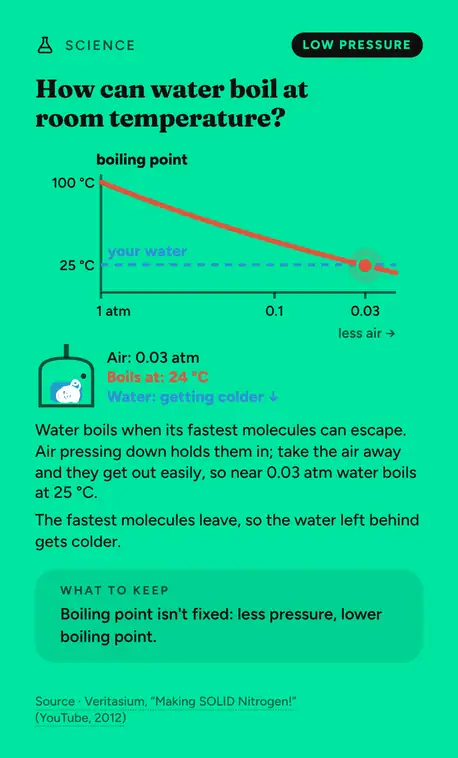 SCIENCE
LOW PRESSURE
How can water boil at
room temperature?
boiling point
100 °C
your water
25 °C
1 atm
0.1
0.03
less air →
Air: 0.03 atm
Boils at: 24 °C
Water: getting colder ↓
Water boils when its fastest molecules can escape.
Air pressing down holds them in; take the air away
and they get out easily, so near 0.03 atm water boils
at 25 °C.
The fastest molecules leave, so the water left behind
gets colder.
WHAT TO KEEP
Boiling point isn't fixed: less pressure, lower
boiling point.
Source · Veritasium, “Making SOLID Nitrogen!”
(YouTube, 2012)